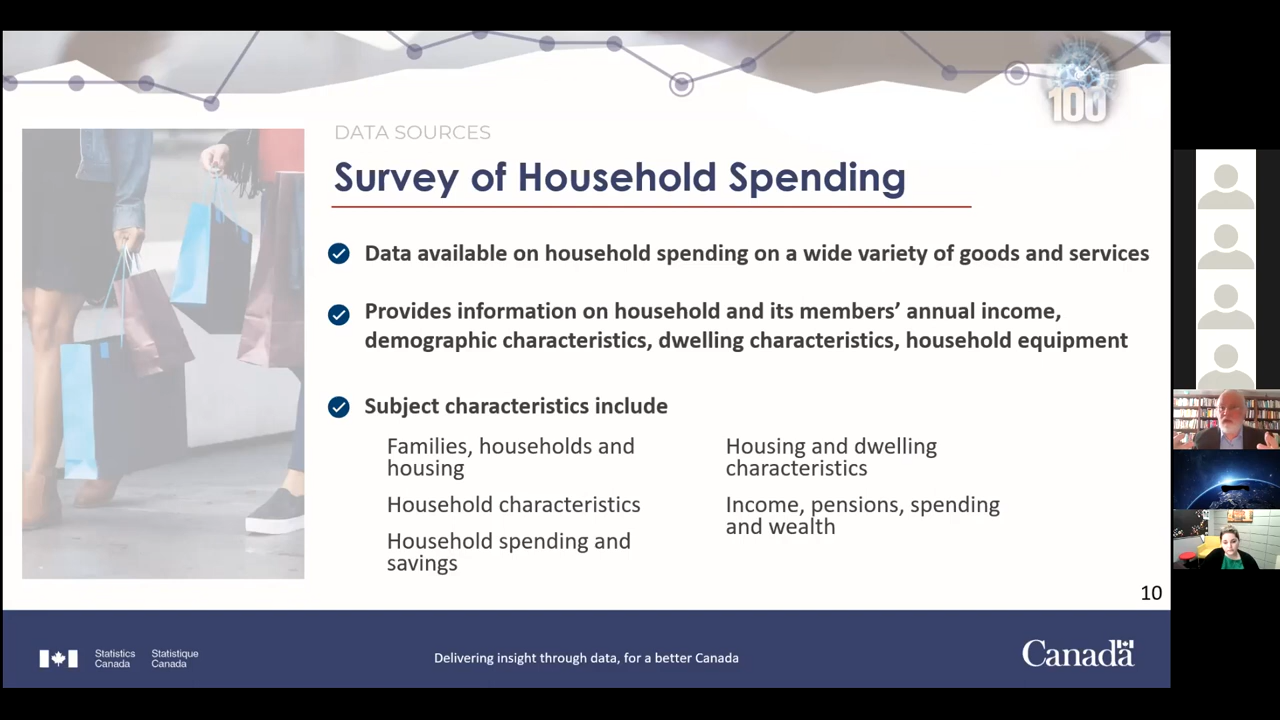 100
DATA SOURCES
Survey of Household Spending
Data available on household spending on a wide variety of goods and services
Provides information on household and its members’ annual income,
demographic characteristics, dwelling characteristics, household equipment
Subject characteristics include
Families, households and
housing
Household characteristics
Household spending and
savings
Housing and dwelling
characteristics
Income, pensions, spending
and wealth
10
Statistics
Canada
Statistique
Canada
Delivering insight through data, for a better Canada
Canada